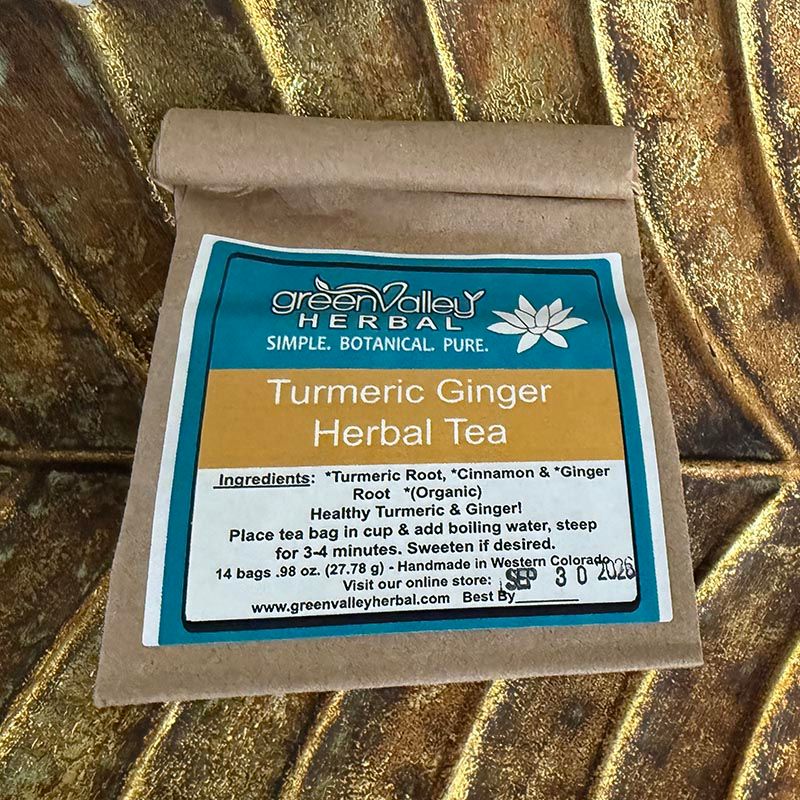 greenValley
HERBAL
SIMPLE. BOTANICAL. PURE.
Turmeric Ginger
Herbal Tea
Ingredients: *Turmeric Root, *Cinnamon & *Ginger
Root *(Organic)
Healthy Turmeric & Ginger!
Place tea bag in cup & add boiling water, steep
for 3-4 minutes. Sweeten if desired.
14 bags .98 oz. (27.78 g) - Handmade in Western Colorado
Visit our online store: SEP 30 2026
www.greenvalleyherbal.com Best By